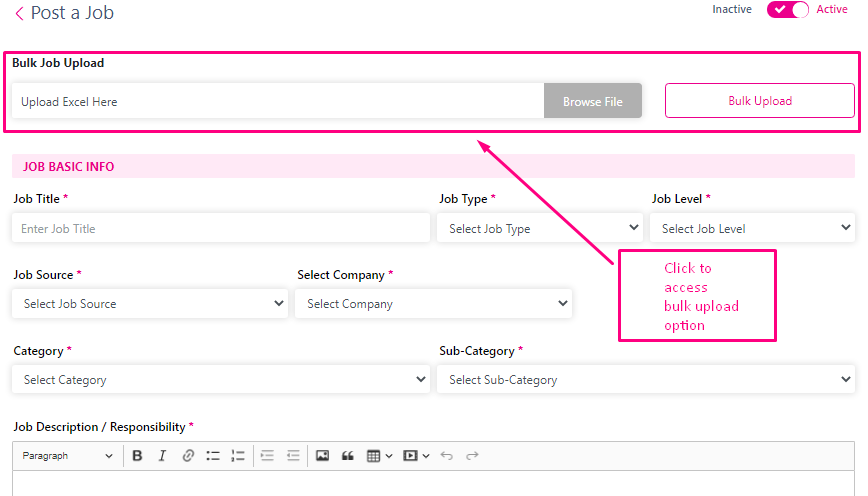 Post a Job
Inactive Active
Bulk Job Upload
Upload Excel Here Browse File Bulk Upload
JOB BASIC INFO
Job Title * Job Type * Job Level *
Enter Job Title Select Job Type Select Job Level
Job Source * Select Company *
Select Job Source Select Company
Click to
access
bulk upload
option
Category * Sub-Category *
Select Category Select Sub-Category
Job Description / Responsibility *
Paragraph B I